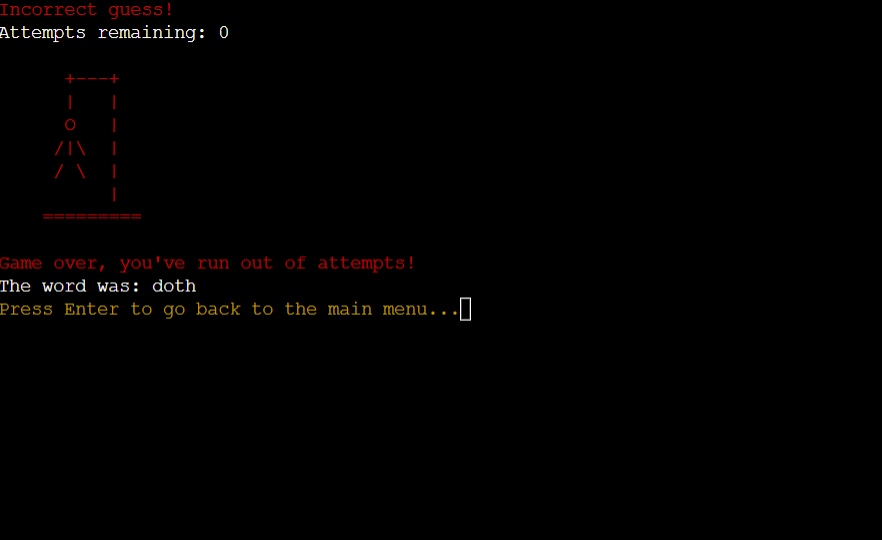 Incorrect guess!
Attempts remaining: 0
+---+
|   |
O   |
/|\  |
/ \  |
|
=========
Game over, you've run out of attempts!
The word was: doth
Press Enter to go back to the main menu...